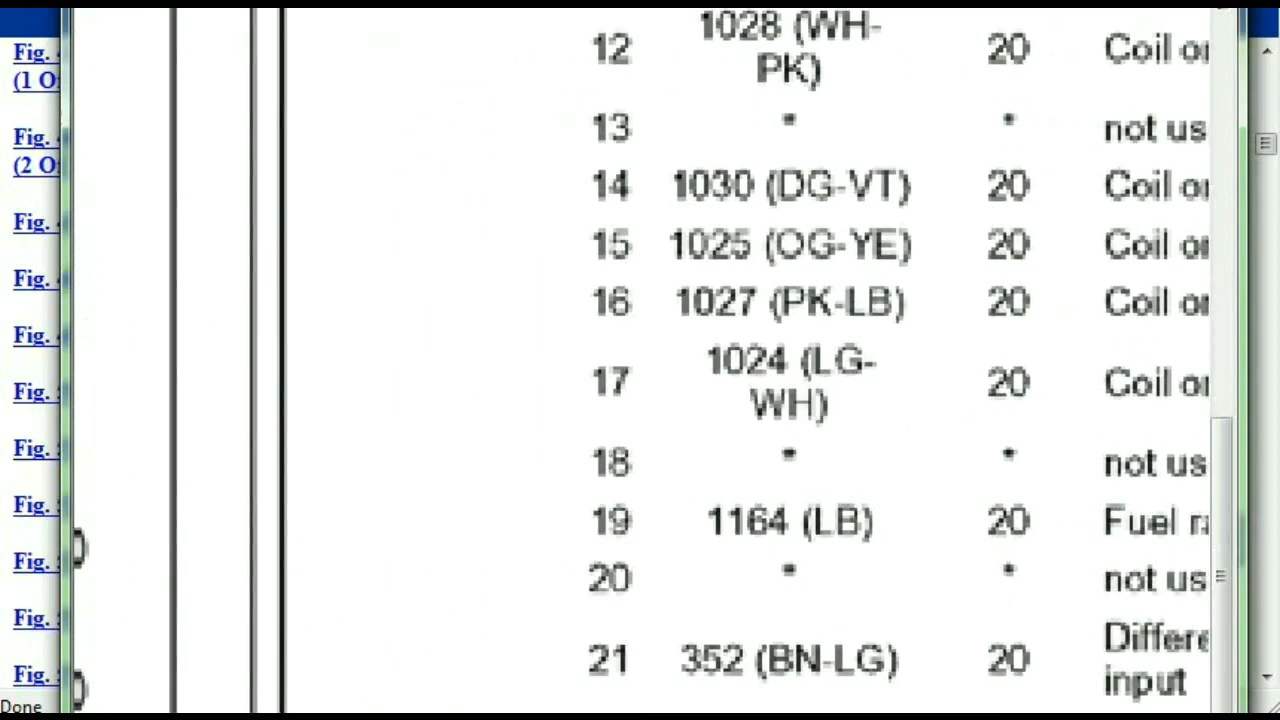 Fig.
(1 O
Fig.
(2 O
Fig.
Fig.
Fig.
Fig.
Fig.
Fig.
Fig.
Fig.
Fig.
Done
12 1028 (WH- 20 Coil
PK)
13 * * not
14 1030 (DG-VT) 20 Coil
15 1025 (OG-YE) 20 Coil
16 1027 (PK-LB) 20 Coil
17 1024 (LG- 20 Coil
WH)
18 * * not
19 1164 (LB) 20 Fuel
20 * * not
21 352 (BN-LG) 20 Differe
input